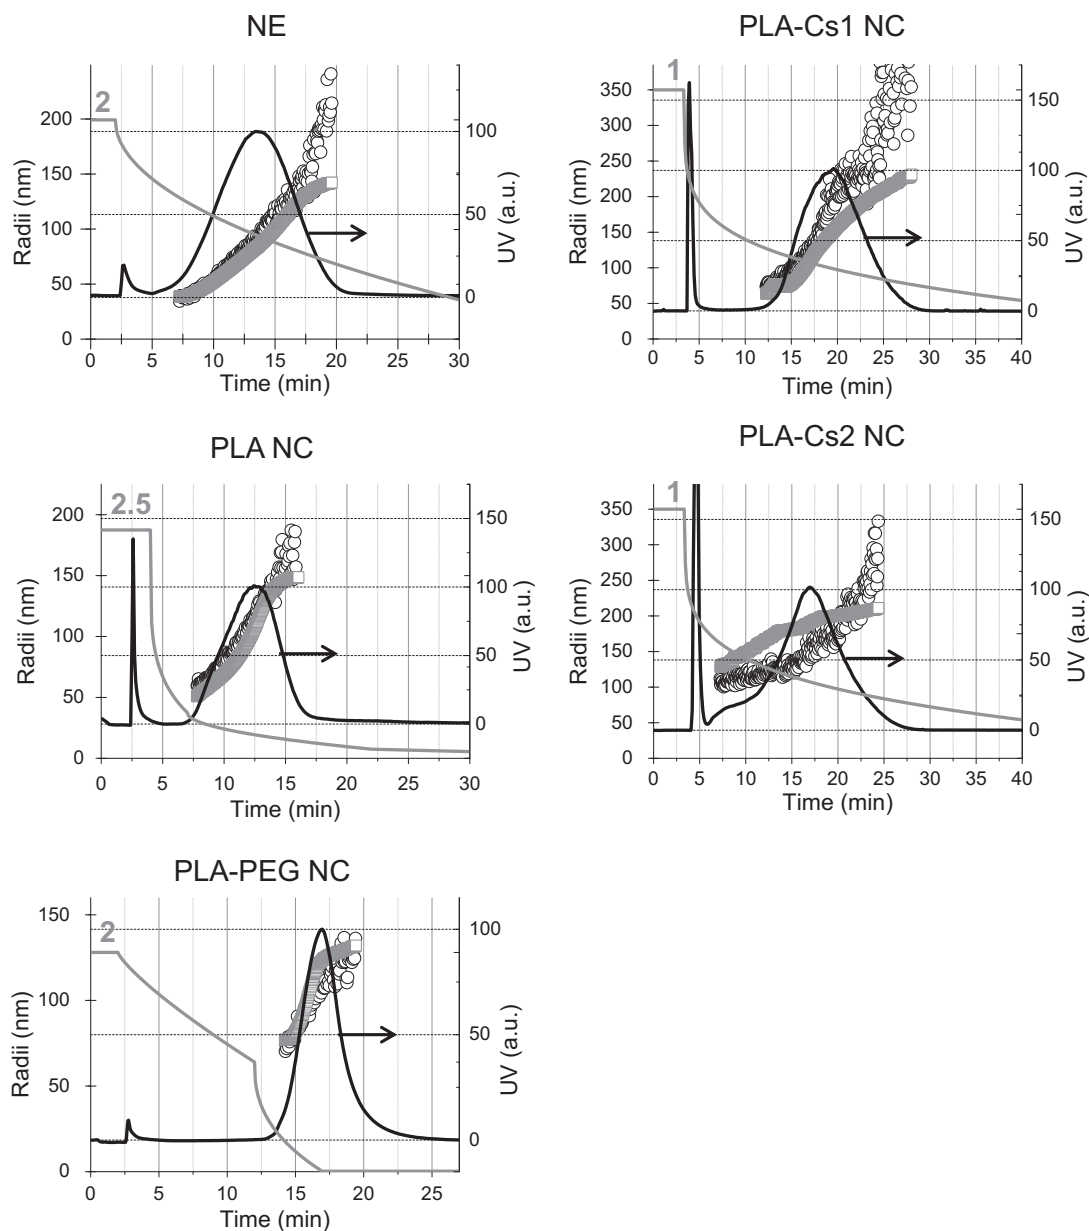 NE
2
200
150
100
50
0
Radii (nm)
100
50
0
UV (a.u.)
0 5 10 15 20 25 30
Time (min)
PLA-Cs1 NC
1
350
300
250
200
150
100
50
0
Radii (nm)
150
100
50
0
UV (a.u.)
0 5 10 15 20 25 30 35 40
Time (min)
PLA NC
2.5
200
150
100
50
0
Radii (nm)
150
100
50
0
UV (a.u.)
0 5 10 15 20 25 30
Time (min)
PLA-Cs2 NC
1
350
300
250
200
150
100
50
0
Radii (nm)
150
100
50
0
UV (a.u.)
0 5 10 15 20 25 30 35 40
Time (min)
PLA-PEG NC
2
150
100
50
0
Radii (nm)
100
50
0
UV (a.u.)
0 5 10 15 20 25
Time (min)